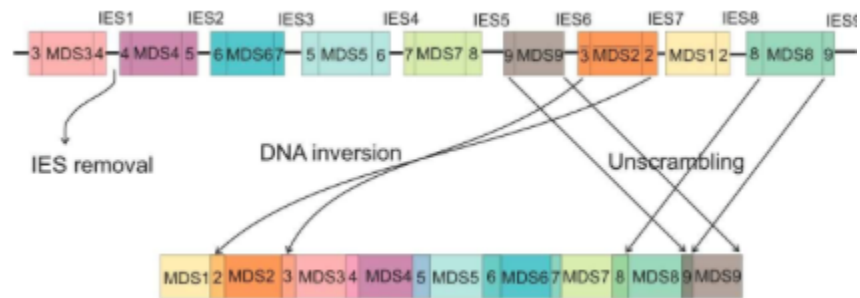 IES1 IES2 IES3 IES4 IES5 IES6 IES7 IES8 IES9
3 MDS3 4 4 MDS4 5 6 MDS6 7 5 MDS5 6 7 MDS7 8 9 MDS9 3 MDS2 2 MDS1 2 8 MDS8 9
IES removal DNA inversion Unscrambling
MDS1 2 MDS2 3 MDS3 4 MDS4 5 MDS5 6 MDS6 7 MDS7 8 MDS8 9 MDS9